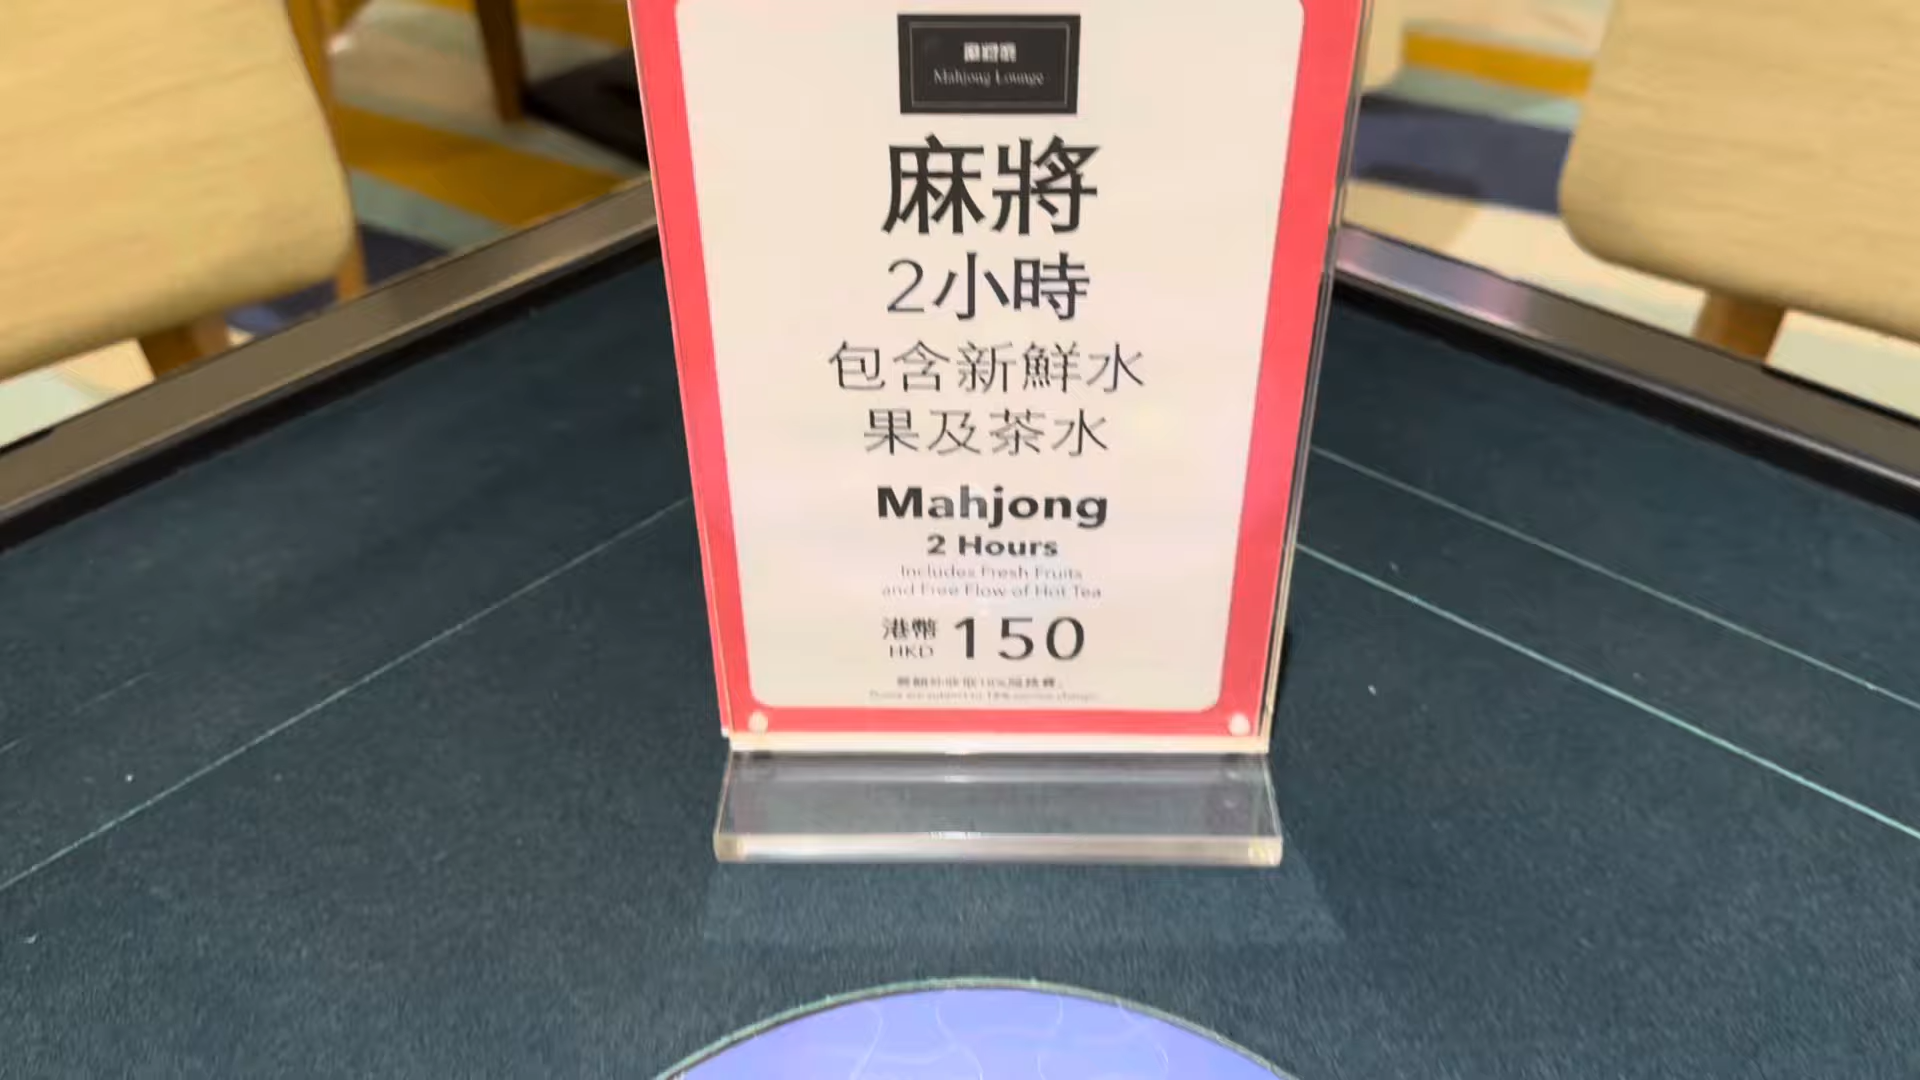 Mahjong Lounge
麻將
2小時
包含新鮮水
果及茶水
Mahjong
2 Hours
Includes Fresh Fruits
and Free Flow of Hot Tea
港幣
HKD 150